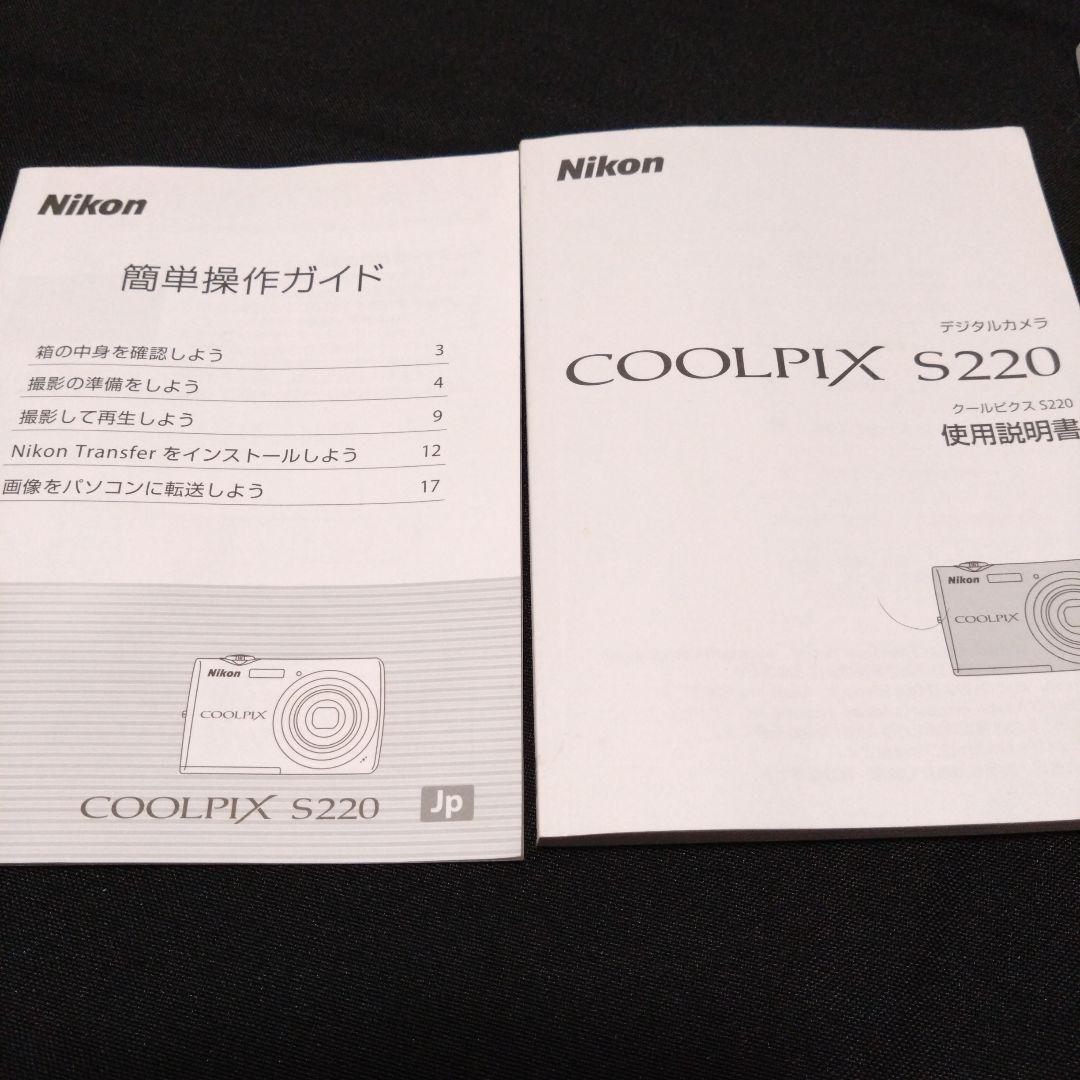 Nikon
簡単操作ガイド
箱の中身を確認しよう 3
撮影の準備をしよう 4
撮影して再生しよう 9
Nikon Transfer をインストールしよう 12
画像をパソコンに転送しよう 17
Nikon
COOLPIX
COOLPIX S220 Jp
Nikon
デジタルカメラ
COOLPIX S220
クールピクス S220
使用説明書
Nikon
COOLPIX